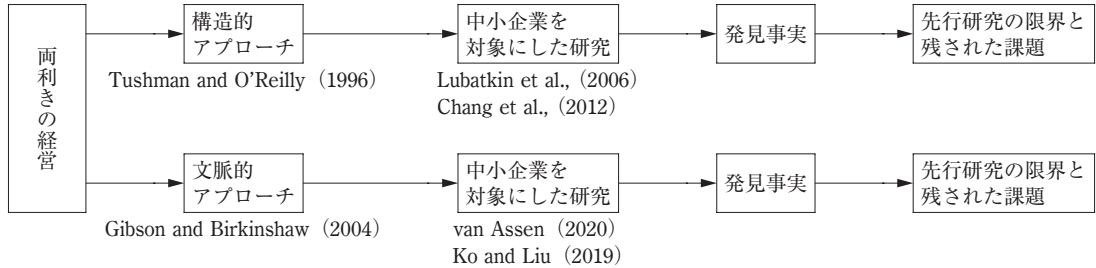 両利きの経営
構造的
アプローチ
Tushman and O'Reilly（1996）
中小企業を
対象にした研究
Lubatkin et al.,（2006）
Chang et al.,（2012）
発見事実
先行研究の限界と
残された課題
文脈的
アプローチ
Gibson and Birkinshaw（2004）
中小企業を
対象にした研究
van Assen（2020）
Ko and Liu（2019）
発見事実
先行研究の限界と
残された課題